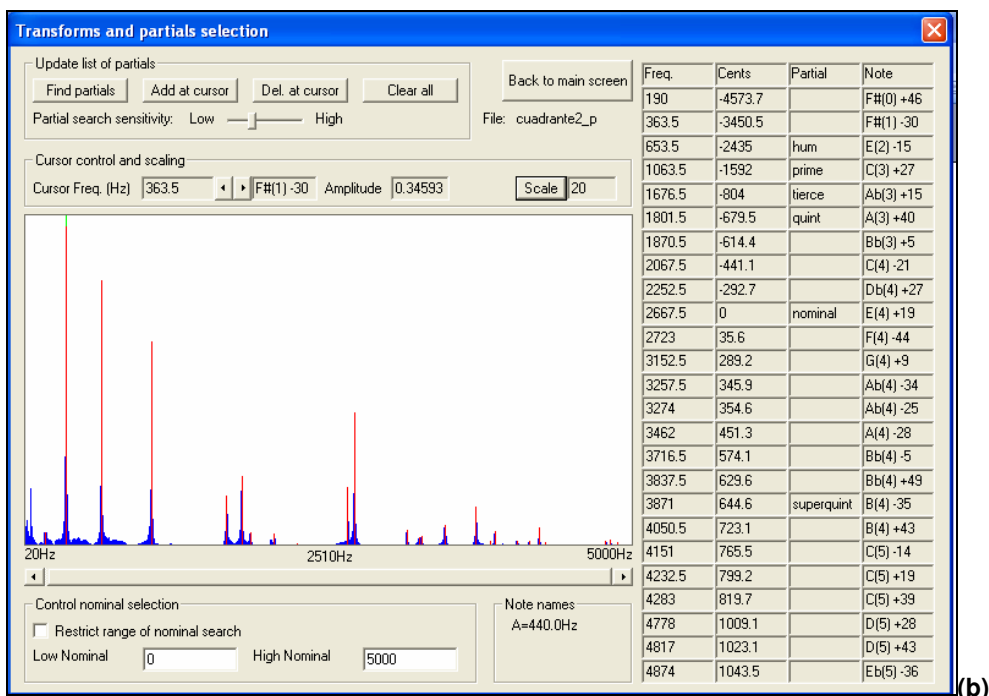 Transforms and partials selection
Update list of partials
Find partials Add at cursor Del. at cursor Clear all
Partial search sensitivity: Low High
Back to main screen
File: cuadrante2_p
Cursor control and scaling
Cursor Freq. (Hz) 363.5 F#(1) -30 Amplitude 0.34593 Scale 20
20Hz 2510Hz 5000Hz
Control nominal selection
Restrict range of nominal search
Low Nominal 0 High Nominal 5000
Note names
A=440.0Hz
Freq. Cents Partial Note
190 -4573.7 F#(0) +46
363.5 -3450.5 F#(1) -30
653.5 -2435 hum E(2) -15
1063.5 -1592 prime C(3) +27
1676.5 -804 tierce Ab(3) +15
1801.5 -679.5 quint A(3) +40
1870.5 -614.4 Bb(3) +5
2067.5 -441.1 C(4) -21
2252.5 -292.7 Db(4) +27
2667.5 0 nominal E(4) +19
2723 35.6 F(4) -44
3152.5 289.2 G(4) +9
3257.5 345.9 Ab(4) -34
3274 354.6 Ab(4) -25
3462 451.3 A(4) -28
3716.5 574.1 Bb(4) -5
3837.5 629.6 Bb(4) +49
3871 644.6 superquint B(4) -35
4050.5 723.1 B(4) +43
4151 765.5 C(5) -14
4232.5 799.2 C(5) +19
4283 819.7 C(5) +39
4778 1009.1 D(5) +28
4817 1023.1 D(5) +43
4874 1043.5 Eb(5) -36
(b)